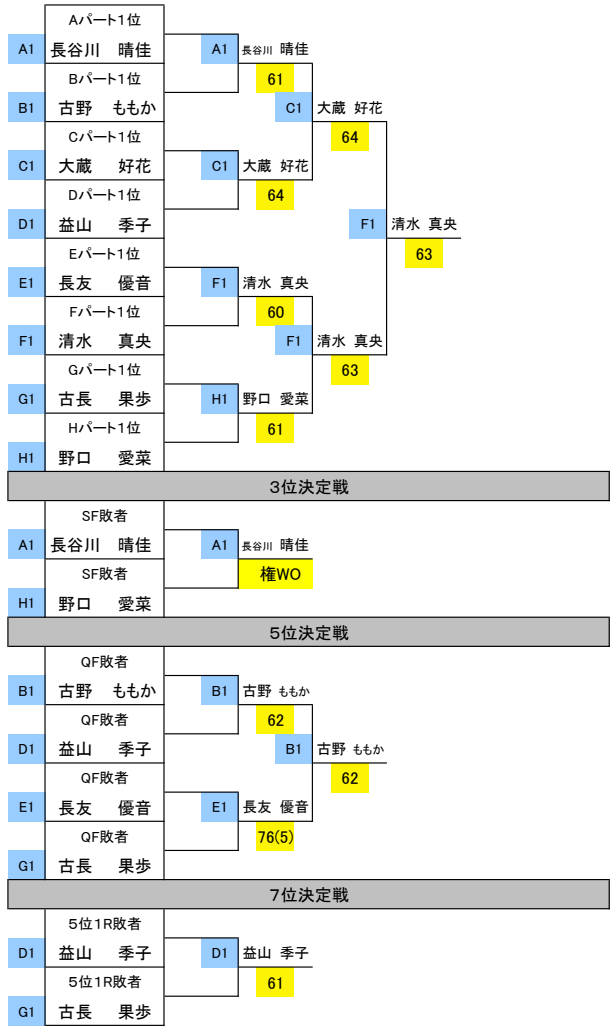 Aパート1位
A1 長谷川 晴佳 A1 長谷川 晴佳
Bパート1位 61
B1 古野 ももか C1 大蔵 好花
Cパート1位 64
C1 大蔵 好花 C1 大蔵 好花
Dパート1位 64
D1 益山 季子 F1 清水 真央
Eパート1位 63
E1 長友 優音 F1 清水 真央
Fパート1位 60
F1 清水 真央 F1 清水 真央
Gパート1位 63
G1 古長 果歩 H1 野口 愛菜
Hパート1位 61
H1 野口 愛菜
3位決定戦
SF敗者
A1 長谷川 晴佳 A1 長谷川 晴佳
SF敗者 権WO
H1 野口 愛菜
5位決定戦
QF敗者
B1 古野 ももか B1 古野 ももか
QF敗者 62
D1 益山 季子 B1 古野 ももか
QF敗者 62
E1 長友 優音 E1 長友 優音
QF敗者 76(5)
G1 古長 果歩
7位決定戦
5位1R敗者
D1 益山 季子 D1 益山 季子
5位1R敗者 61
G1 古長 果歩